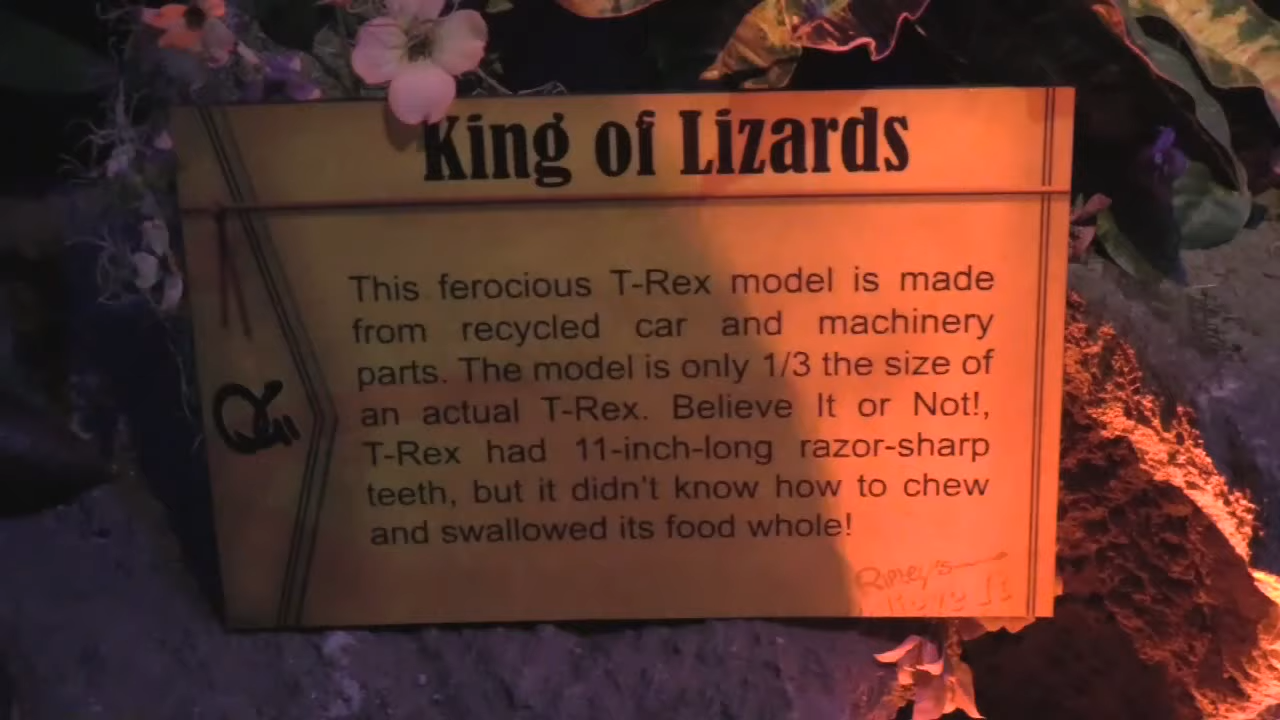 King of Lizards
This ferocious T-Rex model is made
from recycled car and machinery
parts. The model is only 1/3 the size of
an actual T-Rex. Believe It or Not!,
T-Rex had 11-inch-long razor-sharp
teeth, but it didn't know how to chew
and swallowed its food whole!
Ripley's